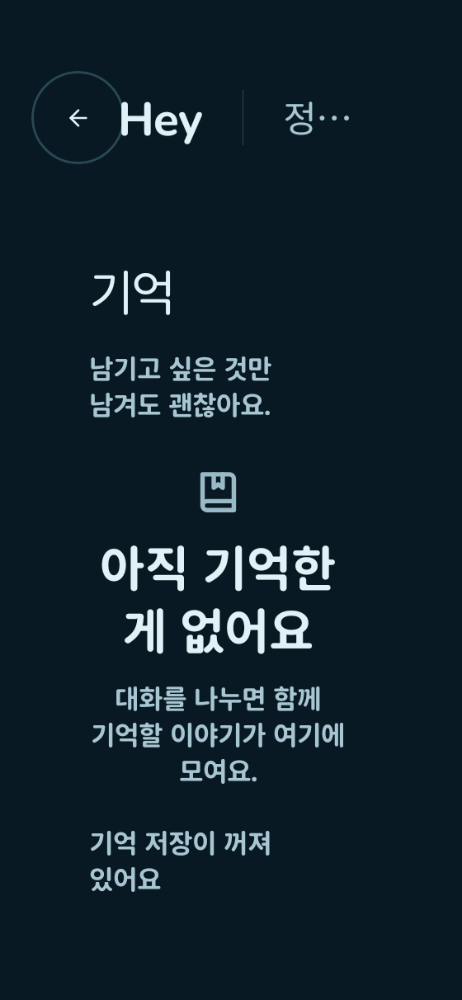 Hey
정…
기억
남기고 싶은 것만
남겨도 괜찮아요.
아직 기억한
게 없어요
대화를 나누면 함께
기억할 이야기가 여기에
모여요.
기억 저장이 꺼져
있어요